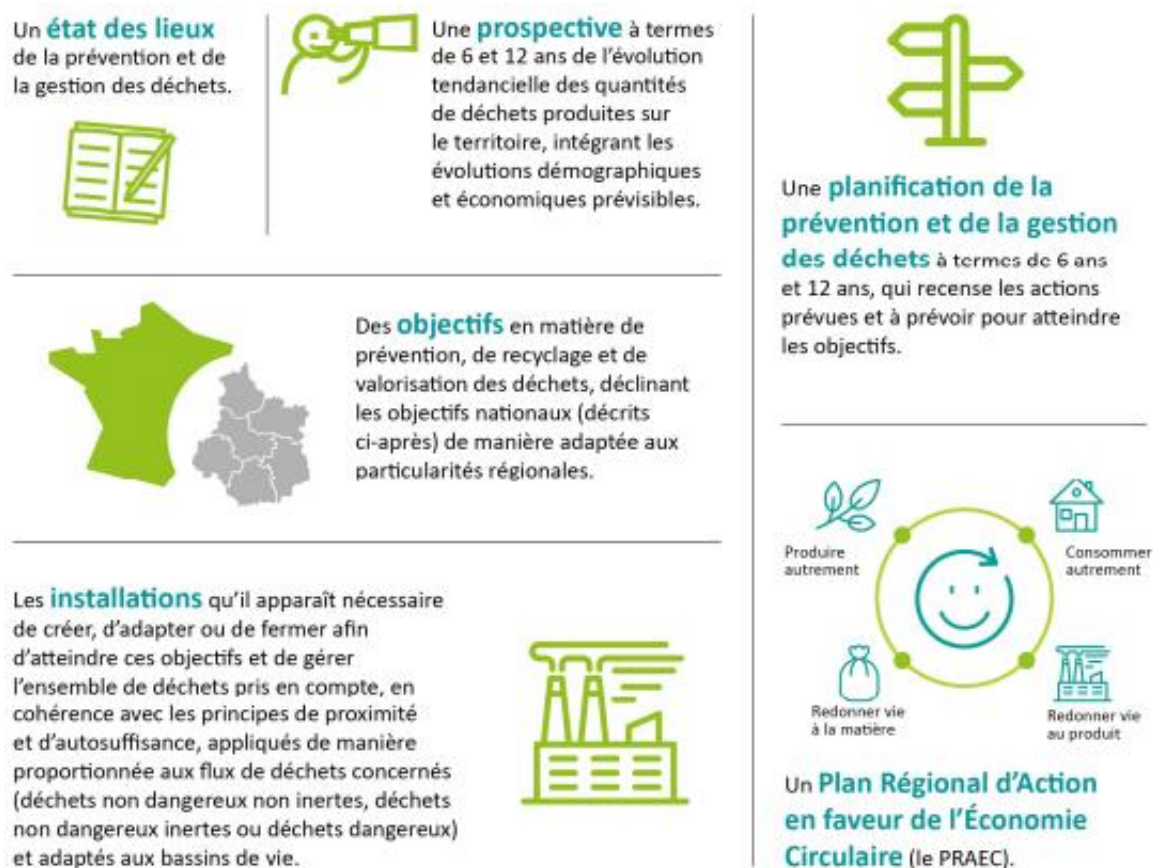 Un état des lieux
de la prévention et de
la gestion des déchets.
Une prospective à termes
de 6 et 12 ans de l'évolution
tendancielle des quantités
de déchets produites sur
le territoire, intégrant les
évolutions démographiques
et économiques prévisibles.
Des objectifs en matière de
prévention, de recyclage et de
valorisation des déchets, déclinant
les objectifs nationaux (décrits
ci-après) de manière adaptée aux
particularités régionales.
Les installations qu'il apparaît nécessaire
de créer, d'adapter ou de fermer afin
d'atteindre ces objectifs et de gérer
l'ensemble de déchets pris en compte, en
cohérence avec les principes de proximité
et d'autosuffisance, appliqués de manière
proportionnée aux flux de déchets concernés
(déchets non dangereux non inertes, déchets
non dangereux inertes ou déchets dangereux)
et adaptés aux bassins de vie.
Une planification de la
prévention et de la gestion
des déchets à termes de 6 ans
et 12 ans, qui recense les actions
prévues et à prévoir pour atteindre
les objectifs.
Produire
autrement
Consommer
autrement
Redonner vie
à la matière
Redonner vie
au produit
Un Plan Régional d'Action
en faveur de l'Économie
Circulaire (le PRAEC).